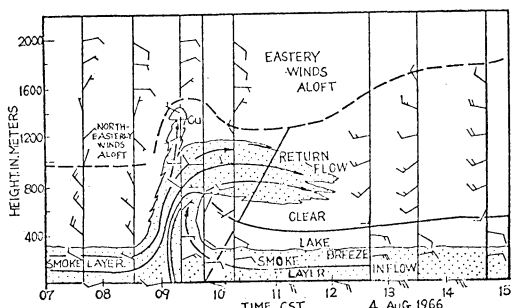 2000
1600
1200
800
400
HEIGHT IN METERS
EASTERY
WINDS
ALOFT
NORTH-
EASTERLY
WINDS
ALOFT
Cu
RETURN
FLOW
CLEAR
LAKE
BREEZE
INFLOW
SMOKE LAYER
SMOKE
LAYER
07 08 09 10 11 12 13 14 15
TIME CST
4 AUG 1966